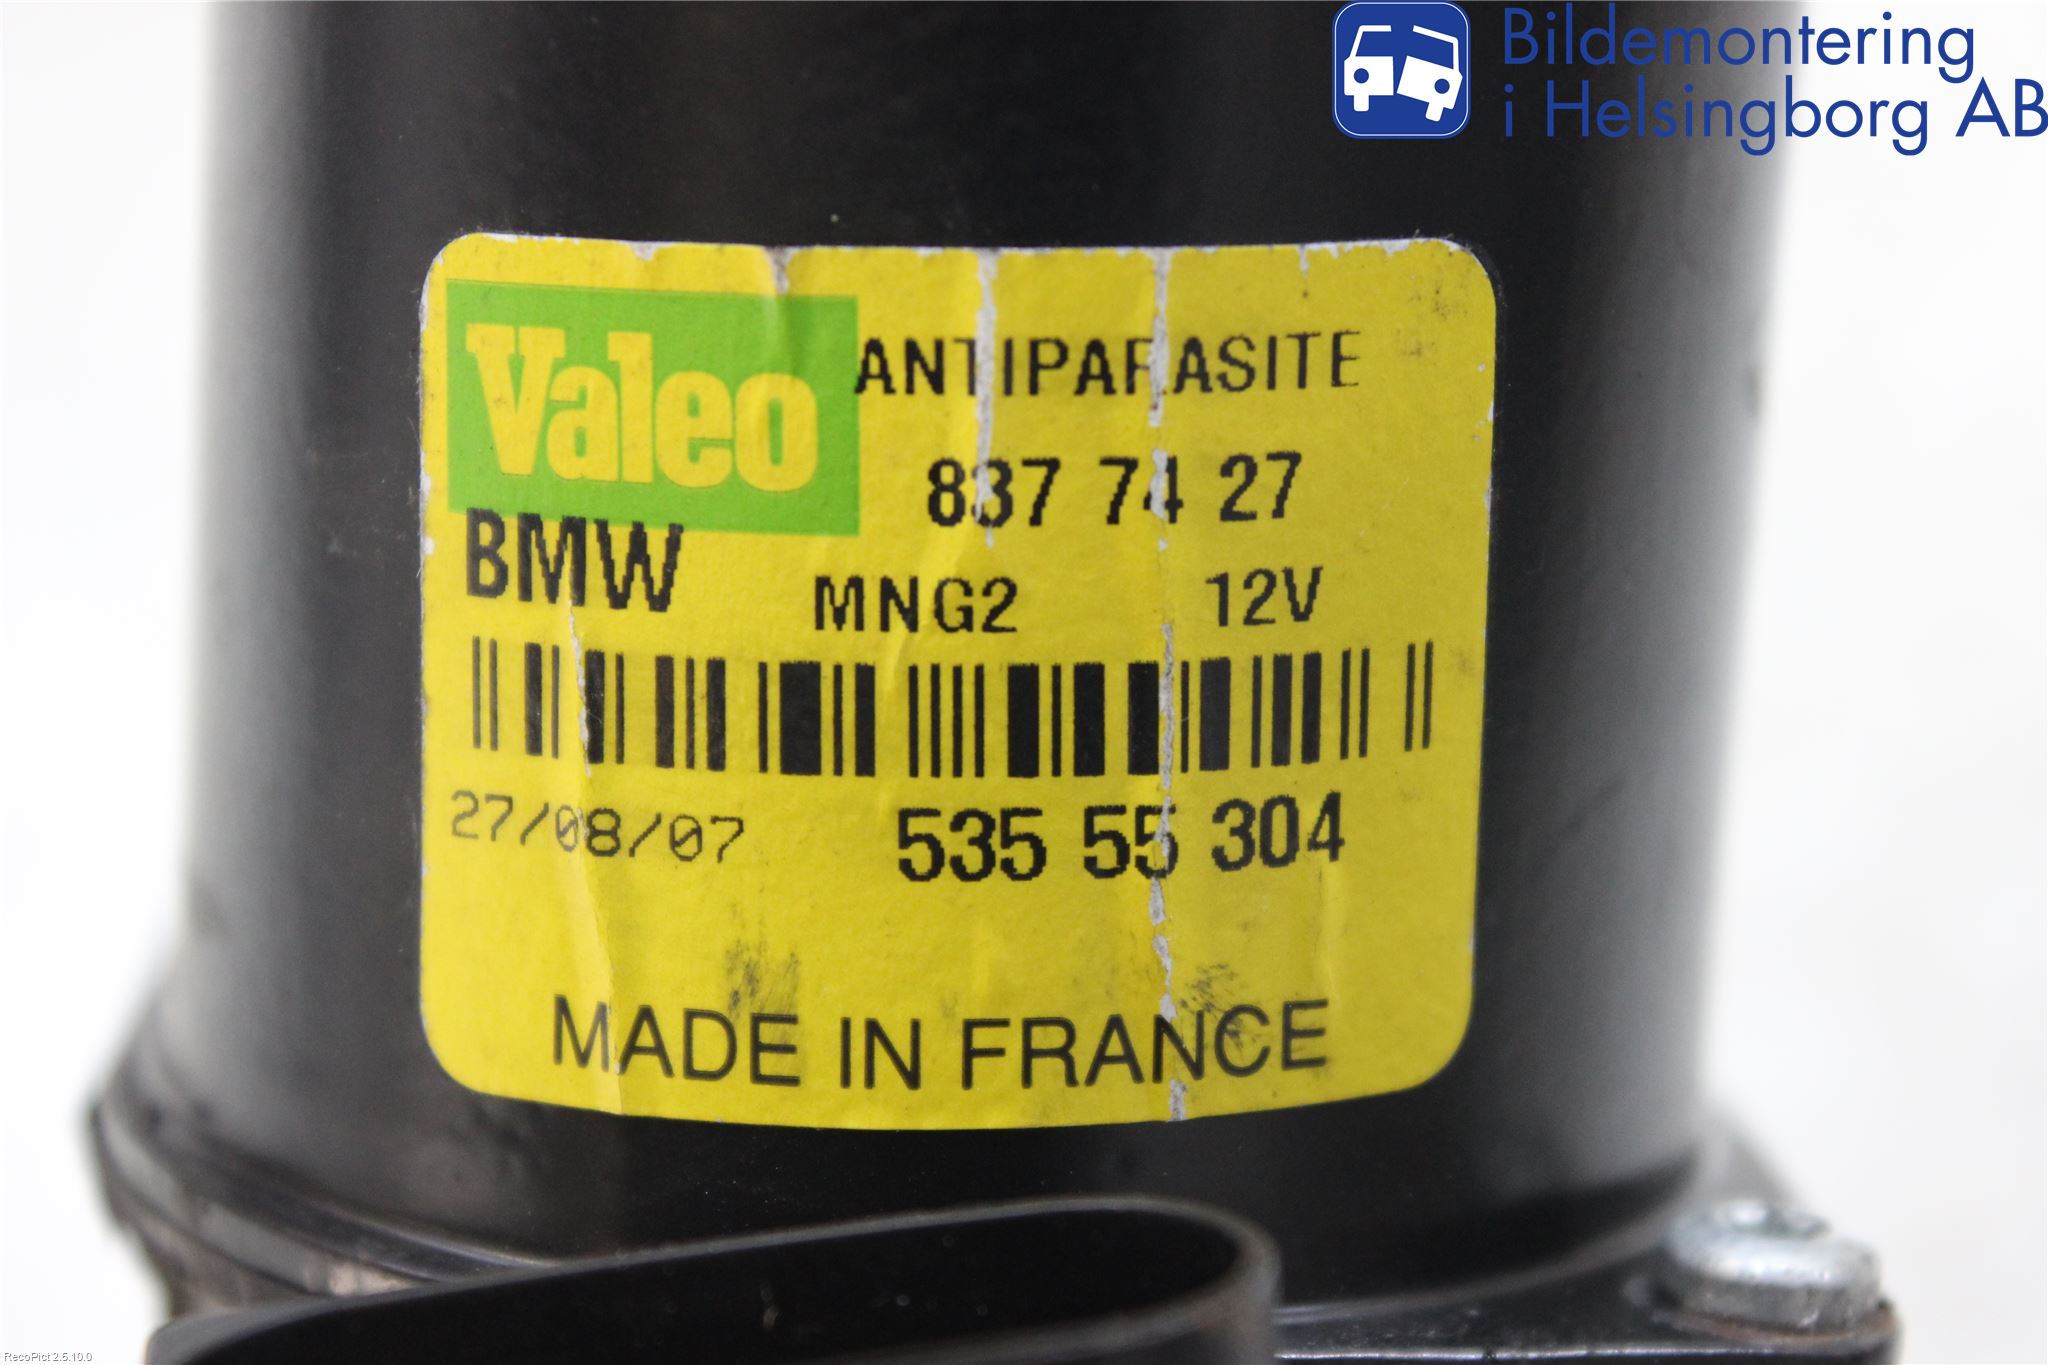 Bildemontering
i Helsingborg AB
Valeo
ANTIPARASITE
837 74 27
BMW
MNG2 12V
27/08/07 535 55 304
MADE IN FRANCE
RecoPict 2.5.10.0